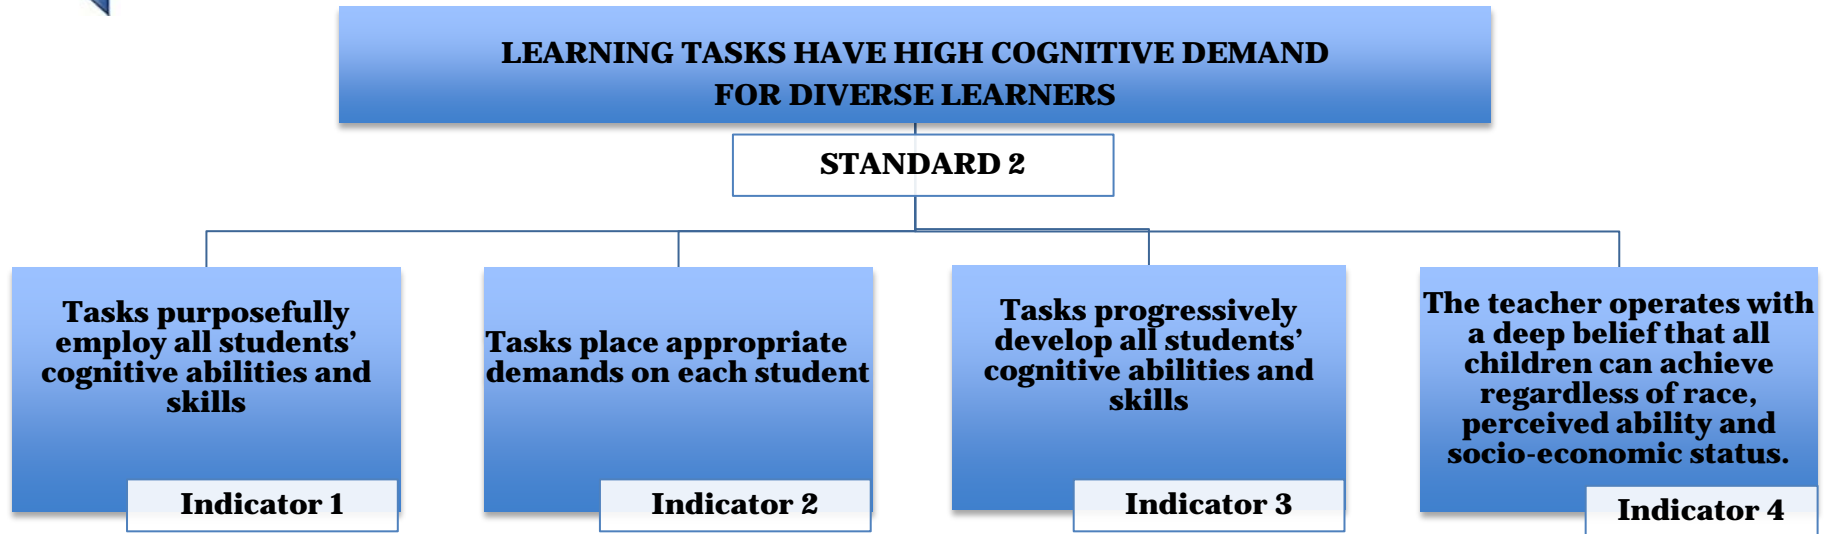 LEARNING TASKS HAVE HIGH COGNITIVE DEMAND
FOR DIVERSE LEARNERS
STANDARD 2
Tasks purposefully
employ all students’
cognitive abilities and
skills
Indicator 1
Tasks place appropriate
demands on each student
Indicator 2
Tasks progressively
develop all students’
cognitive abilities and
skills
Indicator 3
The teacher operates with
a deep belief that all
children can achieve
regardless of race,
perceived ability and
socio-economic status.
Indicator 4